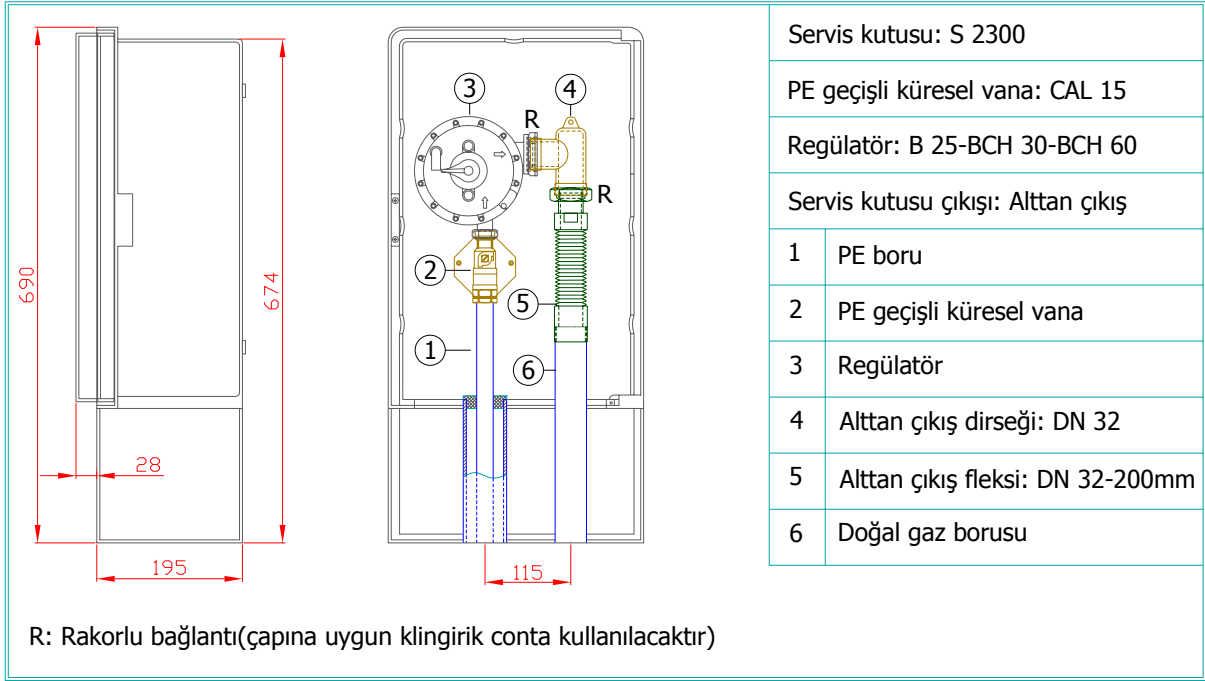 Servis kutusu: S 2300
PE geçişli küresel vana: CAL 15
Regülatör: B 25-BCH 30-BCH 60
Servis kutusu çıkışı: Alttan çıkış
1 PE boru
2 PE geçişli küresel vana
3 Regülatör
4 Alttan çıkış dirseği: DN 32
5 Alttan çıkış fleksi: DN 32-200mm
6 Doğal gaz borusu
690
674
28
195
3
4
R
R
2
5
1
6
115
R: Rakorlu bağlantı(çapına uygun klingirik conta kullanılacaktır)